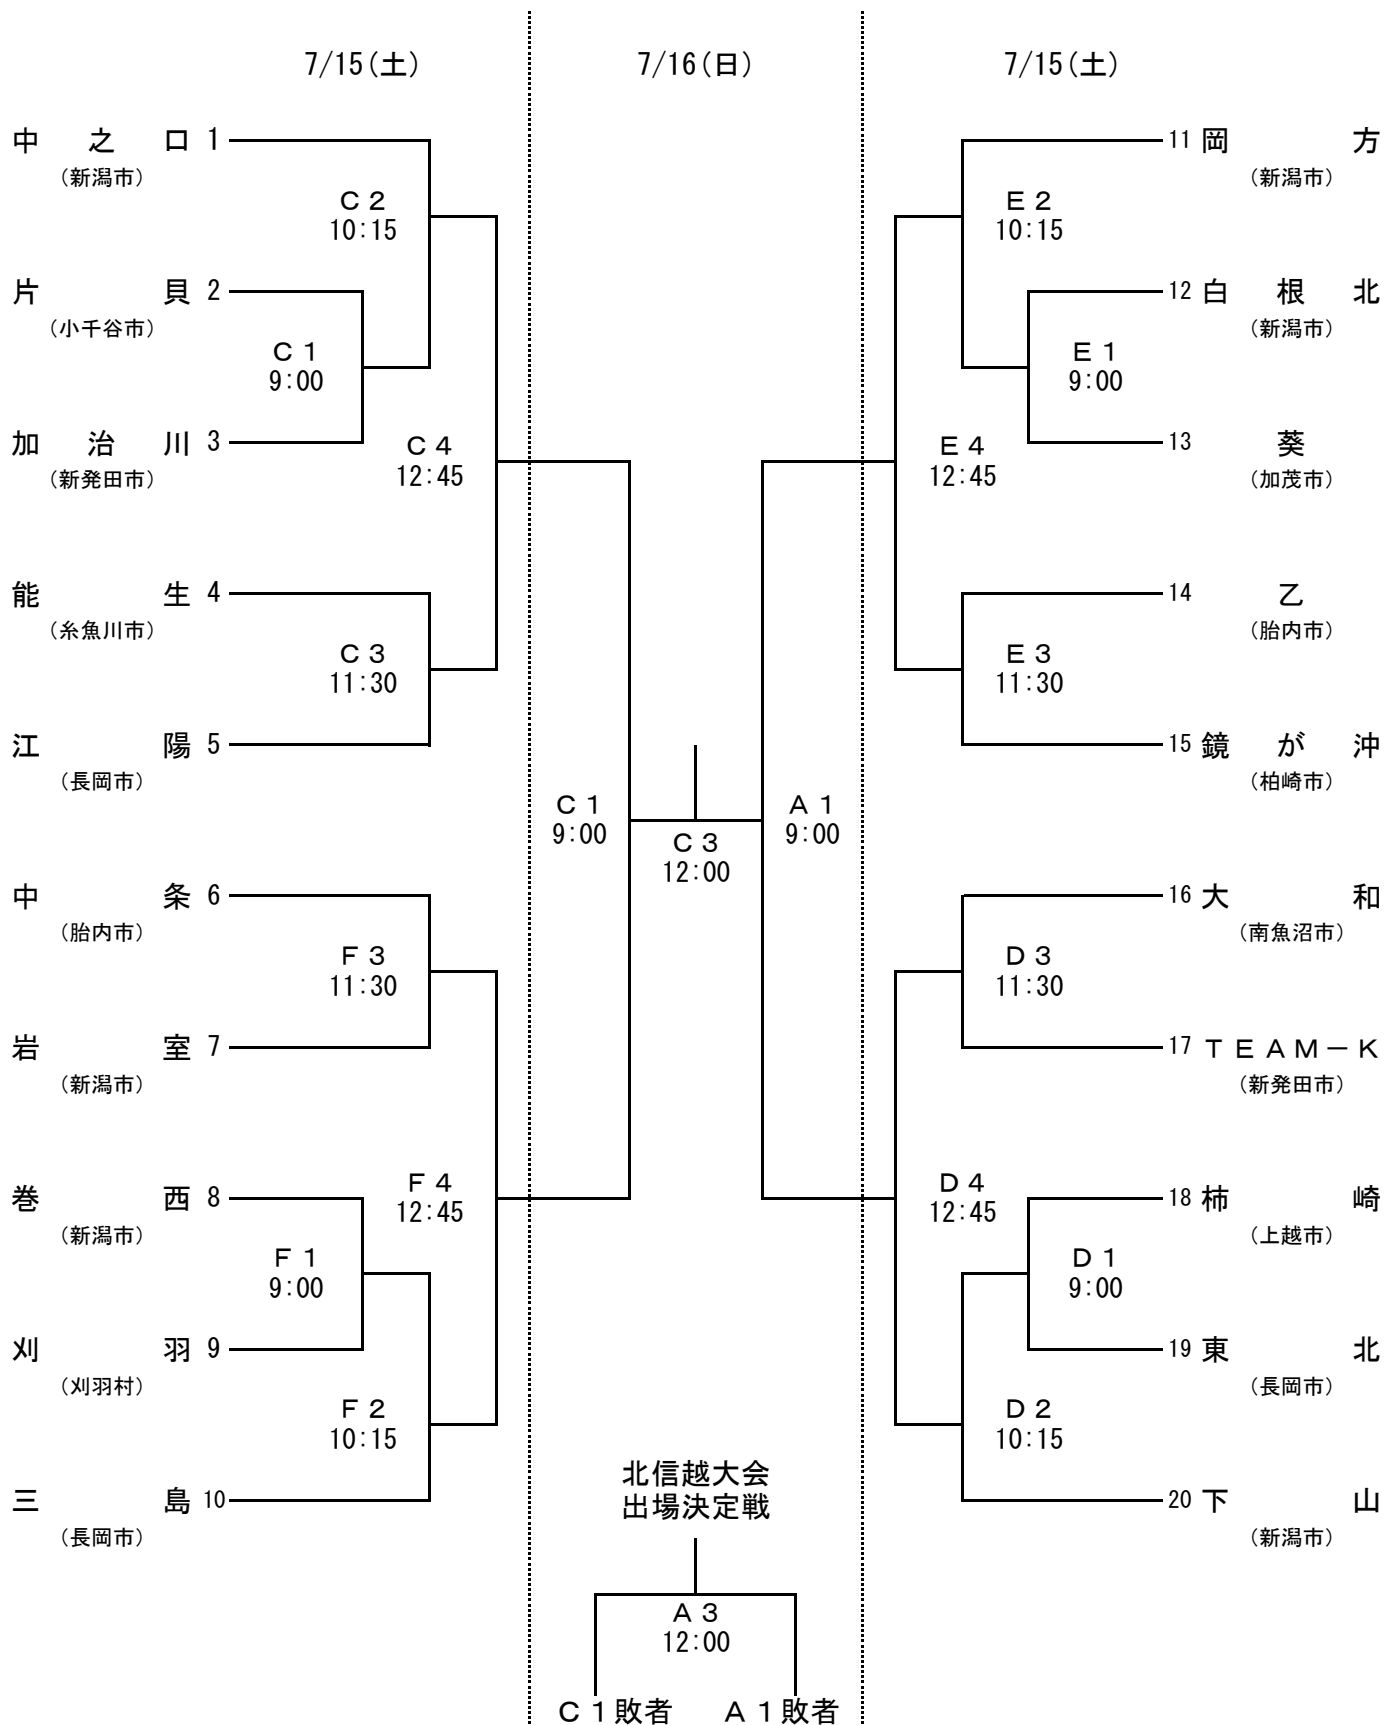 7/15(土)
7/16(日)
7/15(土)
中之口 1
(新潟市)
C2
10:15
片貝 2
(小千谷市)
C1
9:00
加治川 3
(新発田市)
C4
12:45
能生 4
(糸魚川市)
C3
11:30
江陽 5
(長岡市)
中条 6
(胎内市)
F3
11:30
岩室 7
(新潟市)
巻西 8
(新潟市)
F4
12:45
F1
9:00
刈羽 9
(刈羽村)
F2
10:15
三島 10
(長岡市)
C1
9:00
C3
12:00
A1
9:00
北信越大会
出場決定戦
A3
12:00
C1敗者 A1敗者
11 岡方
(新潟市)
E2
10:15
12 白根北
(新潟市)
E1
9:00
13 葵
(加茂市)
E4
12:45
14 乙
(胎内市)
E3
11:30
15 鏡が沖
(柏崎市)
16 大和
(南魚沼市)
D3
11:30
17 TEAM－K
(新発田市)
D4
12:45
18 柿崎
(上越市)
D1
9:00
19 東北
(長岡市)
D2
10:15
20 下山
(新潟市)